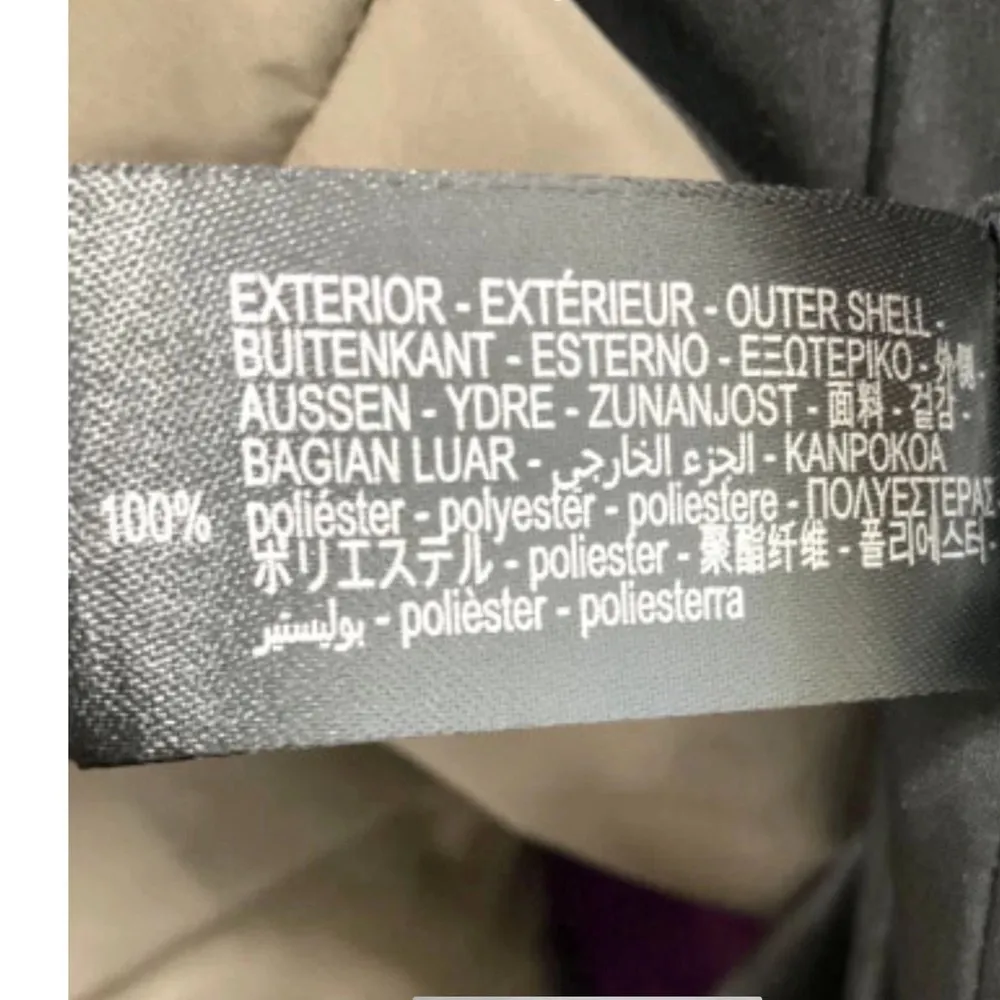 EXTERIOR - EXTÉRIEUR - OUTER SHELL -
BUITENKANT - ESTERNO - ΕΞΩΤΕΡΙΚΟ - 外側 -
AUSSEN - YDRE - ZUNANJOST - 面料 - 겉감 -
BAGIAN LUAR - الجزء الخارجي - KANPOKOA
100% poliéster - polyester - poliestere - ΠΟΛΥΕΣΤΕΡΑΣ
ポリエステル - poliester - 聚酯纤维 - 폴리에스터 -
بوليستير - polièster - poliesterra